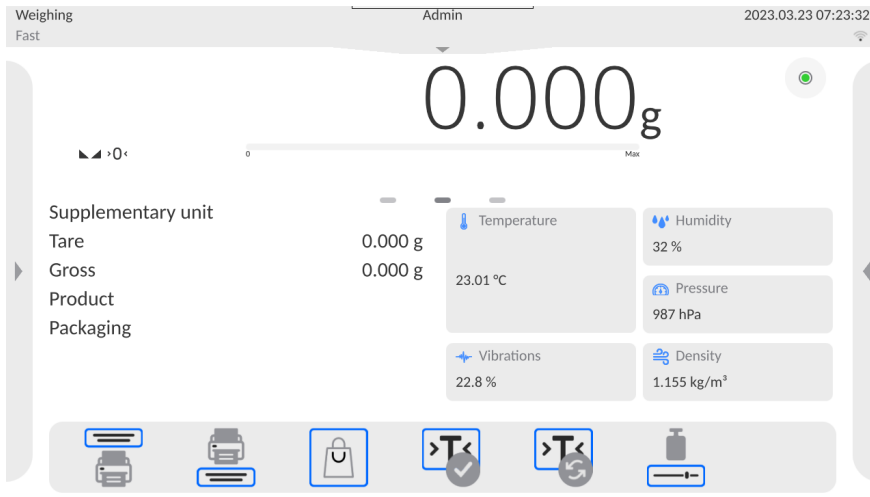 Weighing Admin 2023.03.23 07:23:32
Fast
0.000g
›0‹
0 Max
Supplementary unit
Tare 0.000 g
Gross 0.000 g
Product
Packaging
Temperature
23.01 °C
Humidity
32 %
Pressure
987 hPa
Vibrations
22.8 %
Density
1.155 kg/m³
>T< >T<